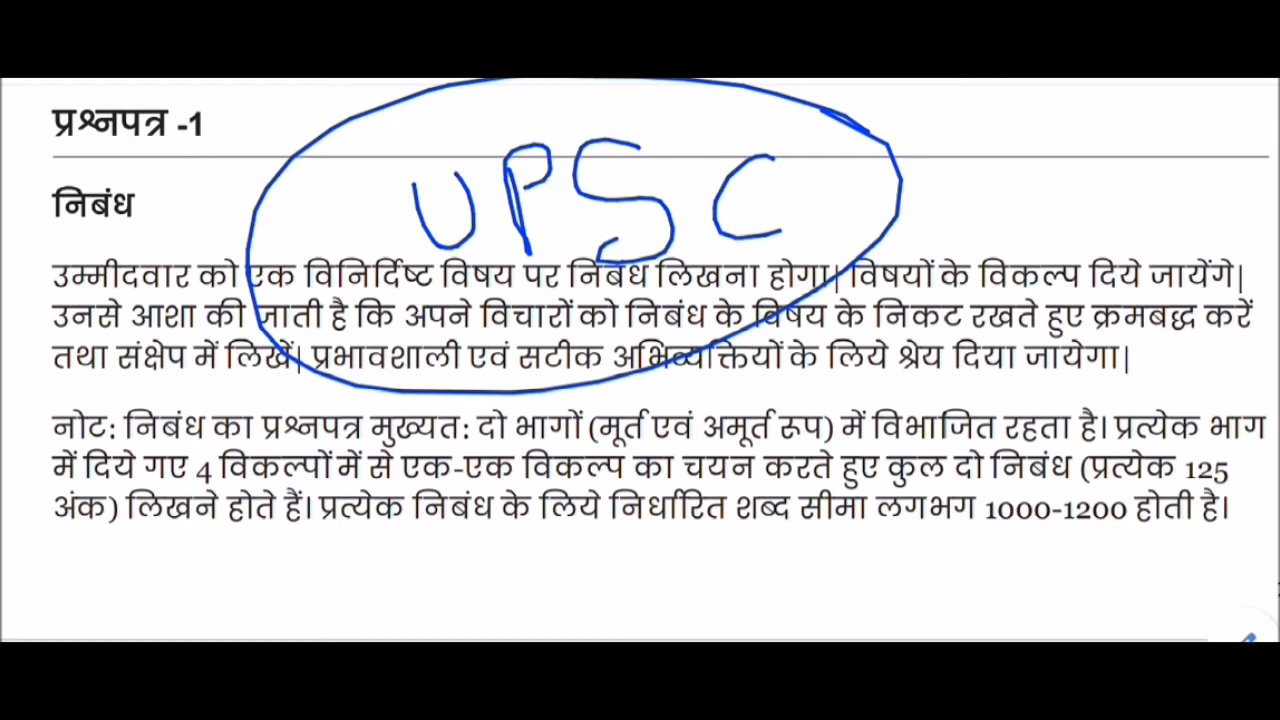 प्रश्नपत्र -1
UPSC
निबंध
उम्मीदवार को एक विनिर्दिष्ट विषय पर निबंध लिखना होगा| विषयों के विकल्प दिये जायेंगे|
उनसे आशा की जाती है कि अपने विचारों को निबंध के विषय के निकट रखते हुए क्रमबद्ध करें
तथा संक्षेप में लिखें| प्रभावशाली एवं सटीक अभिव्यक्तियों के लिये श्रेय दिया जायेगा|
नोट: निबंध का प्रश्नपत्र मुख्यत: दो भागों (मूर्त एवं अमूर्त रूप) में विभाजित रहता है। प्रत्येक भाग
में दिये गए 4 विकल्पों में से एक-एक विकल्प का चयन करते हुए कुल दो निबंध (प्रत्येक 125
अंक) लिखने होते हैं। प्रत्येक निबंध के लिये निर्धारित शब्द सीमा लगभग 1000-1200 होती है।